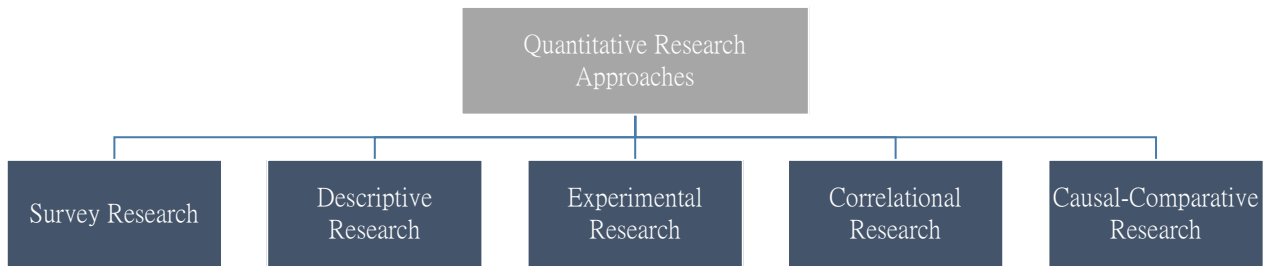 Quantitative Research
Approaches
Survey Research
Descriptive
Research
Experimental
Research
Correlational
Research
Causal-Comparative
Research